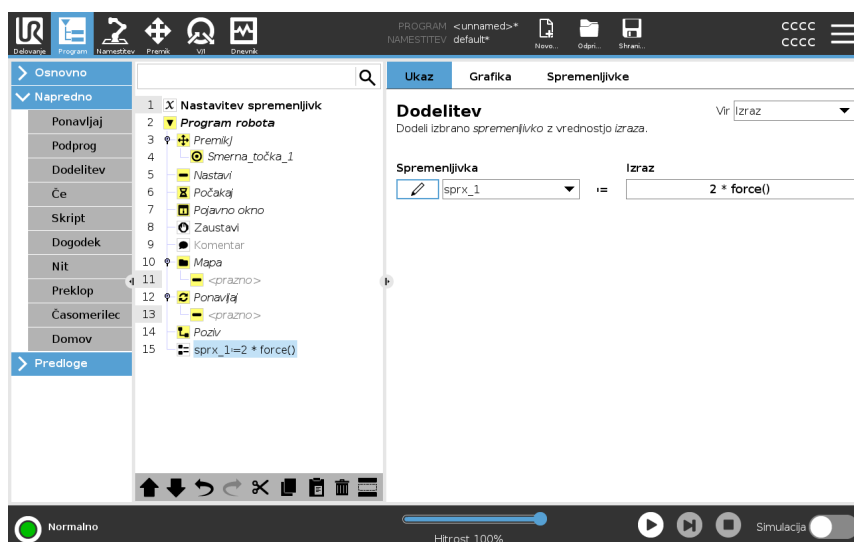 UR
Delovanje Program Namestitev Premik V/I Dnevnik
PROGRAM <unnamed>*
NAMESTITEV default*
Novo... Odpri... Shrani...
cccc
cccc
Osnovno
Napredno
Ponavljaj
Podprog
Dodelitev
Če
Skript
Dogodek
Nit
Preklop
Časomerilec
Domov
Predloge
1 X Nastavitev spremenljivk
2 Program robota
3 PremikJ
4 Smerna_točka_1
5 Nastavi
6 Počakaj
7 Pojavno okno
8 Zaustavi
9 Komentar
10 Mapa
11 <prazno>
12 Ponavljaj
13 <prazno>
14 Poziv
15 sprx_1:=2 * force()
Ukaz Grafika Spremenljivke
Dodelitev
Vir Izraz
Dodeli izbrano spremenljivko z vrednostjo izraza.
Spremenljivka Izraz
sprx_1 := 2 * force()
Normalno
Hitrost 100%
Simulacija